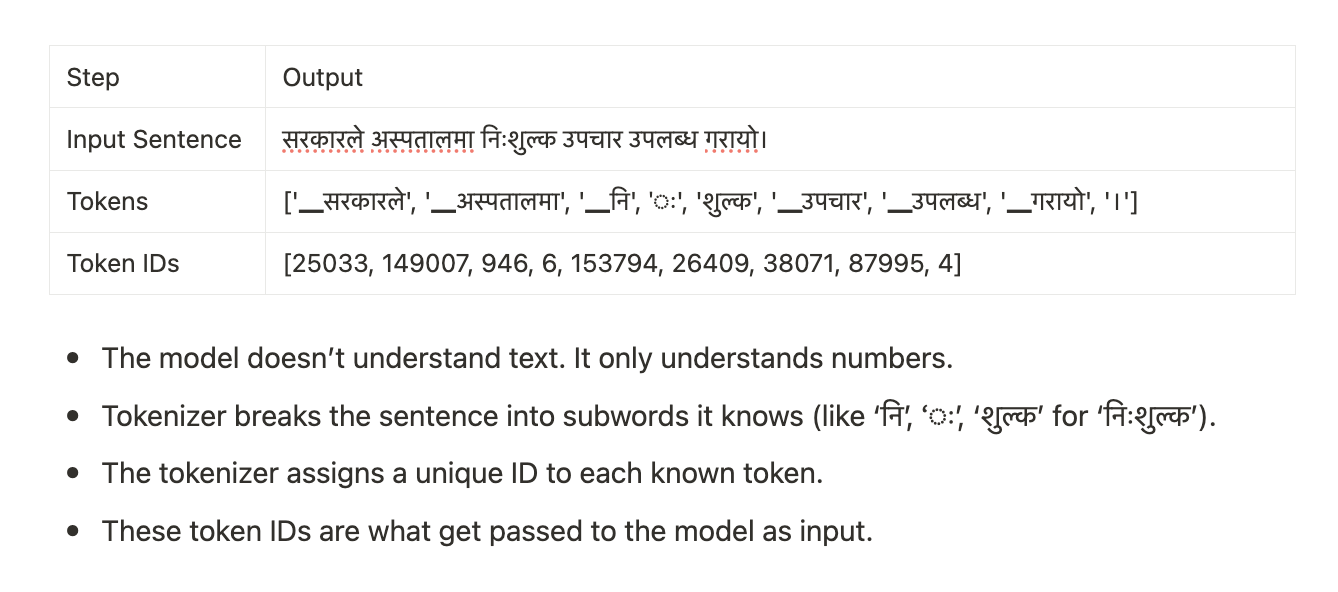 Step Output
Input Sentence सरकारले अस्पतालमा निःशुल्क उपचार उपलब्ध गरायो।
Tokens ['▁सरकारले', '▁अस्पतालमा', '▁नि', 'ः', 'शुल्क', '▁उपचार', '▁उपलब्ध', '▁गरायो', '।']
Token IDs [25033, 149007, 946, 6, 153794, 26409, 38071, 87995, 4]
• The model doesn’t understand text. It only understands numbers.
• Tokenizer breaks the sentence into subwords it knows (like ‘नि’, ‘ः’, ‘शुल्क’ for ‘निःशुल्क’).
• The tokenizer assigns a unique ID to each known token.
• These token IDs are what get passed to the model as input.